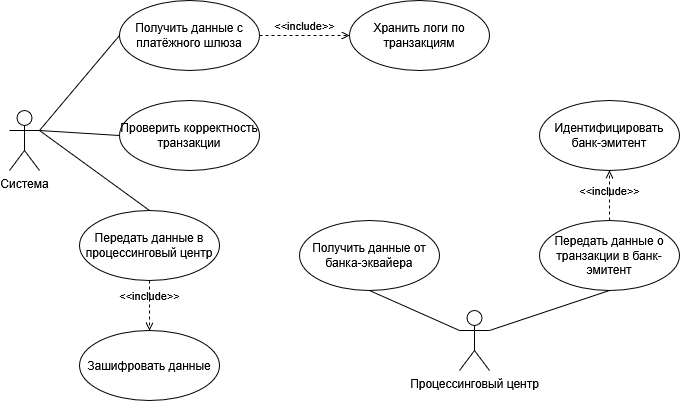 Получить данные с
платёжного шлюза
<<include>>
Хранить логи по
транзакциям
Проверить корректность
транзакции
Идентифицировать
банк-эмитент
Система
<<include>>
Передать данные в
процессинговый центр
Получить данные от
банка-эквайера
Передать данные о
транзакции в банк-
эмитент
<<include>>
Зашифровать данные
Процессинговый центр